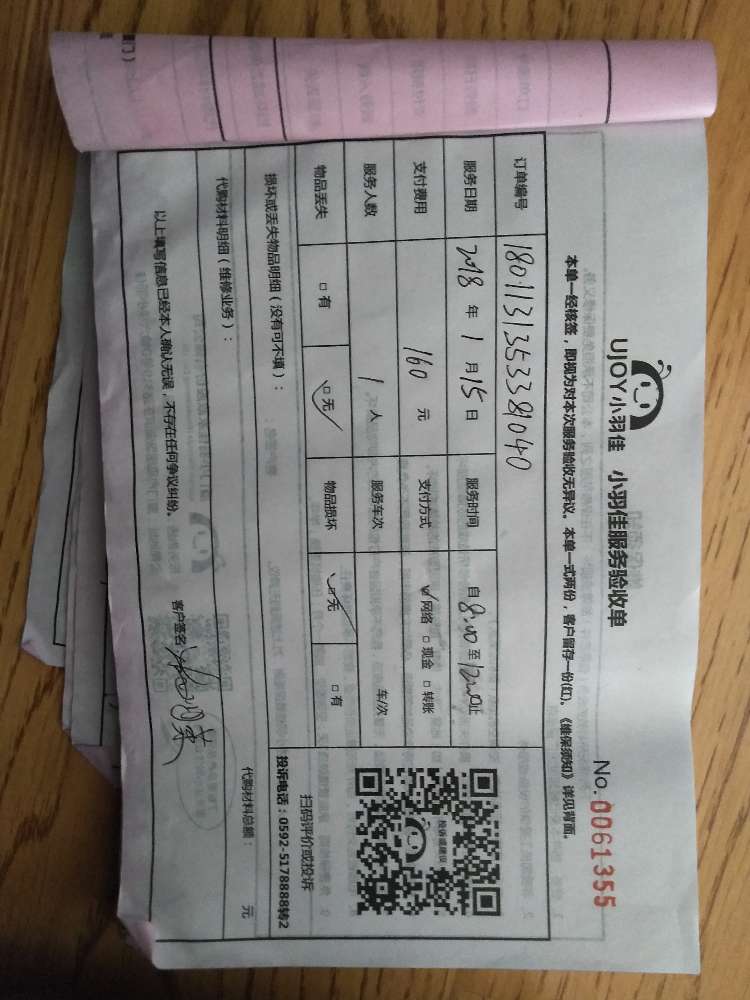 UJOY小羽佳 小羽佳服务验收单
No.0061355
本单一经核签，即视为对本次服务验收无异议。本单一式两份，客户留存一份(红)。《维保须知》详见背面。
订单编号 1801131353381040
服务日期 2018 年 1 月 15 日 服务时间 自 8:00 至 12:00 止
支付费用 160 元 支付方式 ☑网络 □现金 □转账
服务人数 1 人 服务车次 车/次
物品丢失 □有 ☑无 物品损坏 ☑无 □有
投诉或建议
扫码评价或投诉
投诉电话：0592-5178888转2
损坏或丢失物品明细（没有可不填）：
代购材料明细（维修业务）： 代购材料总额： 元
以上填写信息已经本人确认无误，不存在任何争议纠纷。 客户签名